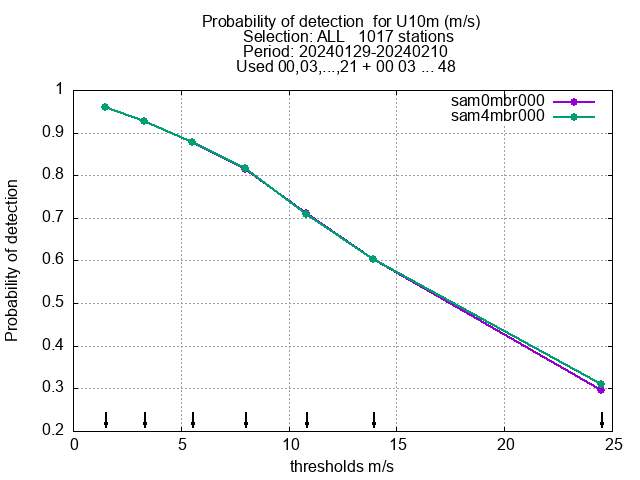 Probability of detection  for U10m (m/s)
Selection: ALL   1017 stations
Period: 20240129-20240210
Used 00,03,...,21 + 00 03 ... 48
sam0mbr000
sam4mbr000
1
0.9
0.8
0.7
0.6
0.5
0.4
0.3
0.2
Probability of detection
0 5 10 15 20 25
thresholds m/s